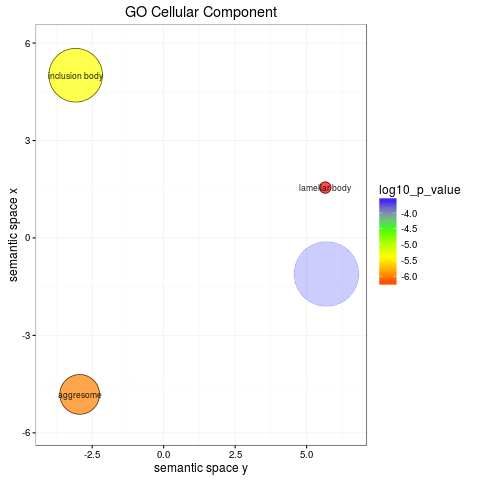 GO Cellular Component
6
3
0
-3
-6
semantic space x
inclusion body
lamellar body
aggresome
-2.5
0.0
2.5
5.0
semantic space y
log10_p_value
-4.0
-4.5
-5.0
-5.5
-6.0